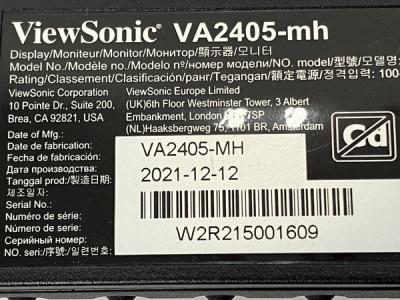 ViewSonic VA2405-mh
Display/Moniteur/Monitor/Монитор/顯示器/모니터
Model No./Modèle no./Modelo nº/номер модели/NO. model/型號/모델명:
Rating/Classement/Clasificación/ранг/Tegangan/額定電源/정격입력: 100-
ViewSonic Corporation
10 Pointe Dr., Suite 200,
Brea, CA 92821, USA
ViewSonic Europe Limited
(UK)6th Floor Westminster Tower, 3 Albert
Embankment, London SE1 7SP
(NL)Haaksbergweg 75, 1101 BR, Amsterdam
Date of Mfg.:
Date de fabrication:
Fecha de fabricación:
Дата производства:
Tanggal prod.:/製造日期:
제조일자:
VA2405-MH
2021-12-12
Pb
Serial No.:
Numéro de série:
Número de serie:
Серийный номер:
NO. seri:/序號:/일련번호:
W2R215001609